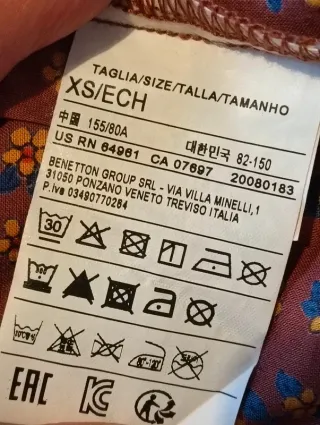 TAGLIA/SIZE/TALLA/TAMANHO
XS/ECH
中国 155/80A 대한민국 82-150
US RN 64961 CA 07697 20080183
BENETTON GROUP SRL - VIA VILLA MINELLI,1
31050 PONZANO VENETO TREVISO ITALIA
P.iva 03490770264
30
EAC
KC